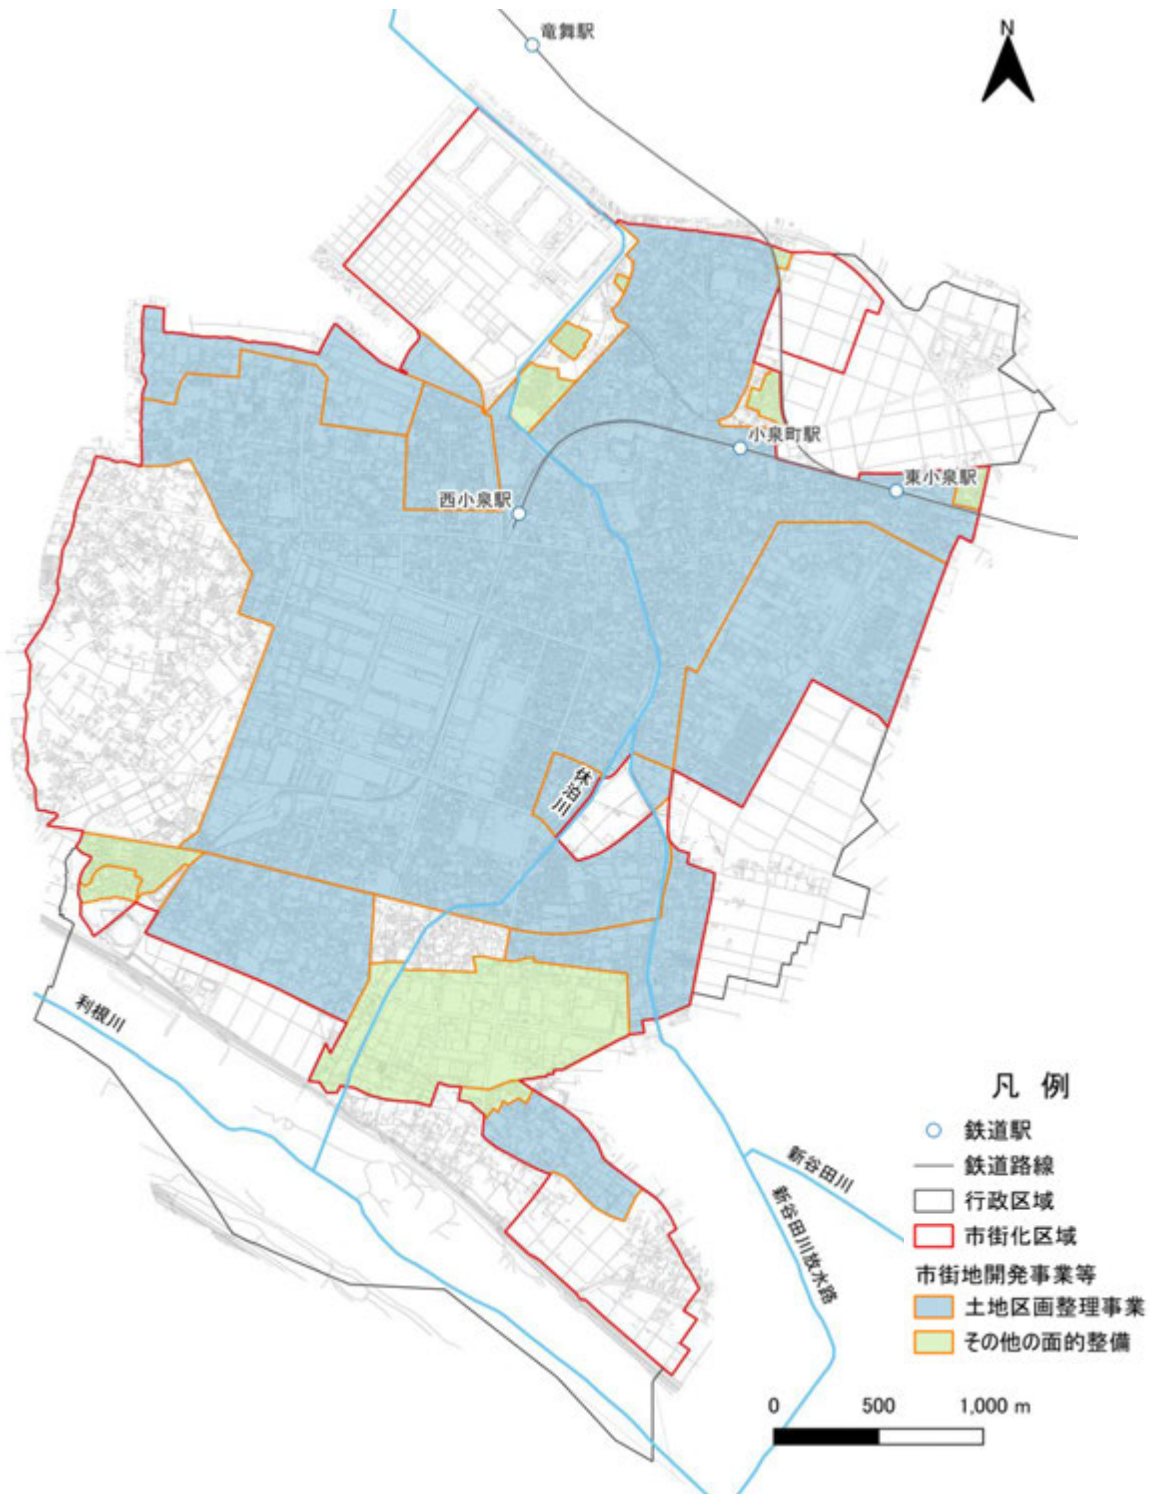 竜舞駅
N
小泉町駅
東小泉駅
西小泉駅
休泊川
利根川
新谷田川
新谷田川放水路
凡 例
鉄道駅
鉄道路線
行政区域
市街化区域
市街地開発事業等
土地区画整理事業
その他の面的整備
0 500 1,000 m